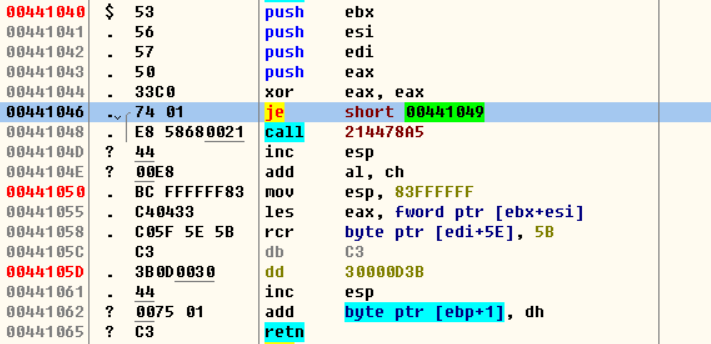 00441040 $ 53 push ebx
00441041 . 56 push esi
00441042 . 57 push edi
00441043 . 50 push eax
00441044 . 33C0 xor eax, eax
00441046 . 74 01 je short 00441049
00441048 . E8 58680021 call 214478A5
0044104D ? 44 inc esp
0044104E ? 00E8 add al, ch
00441050 . BC FFFFFF83 mov esp, 83FFFFFF
00441055 . C40433 les eax, fword ptr [ebx+esi]
00441058 . C05F 5E 5B rcr byte ptr [edi+5E], 5B
0044105C C3 db C3
0044105D . 3B0D0030 dd 30000D3B
00441061 . 44 inc esp
00441062 ? 0075 01 add byte ptr [ebp+1], dh
00441065 ? C3 retn